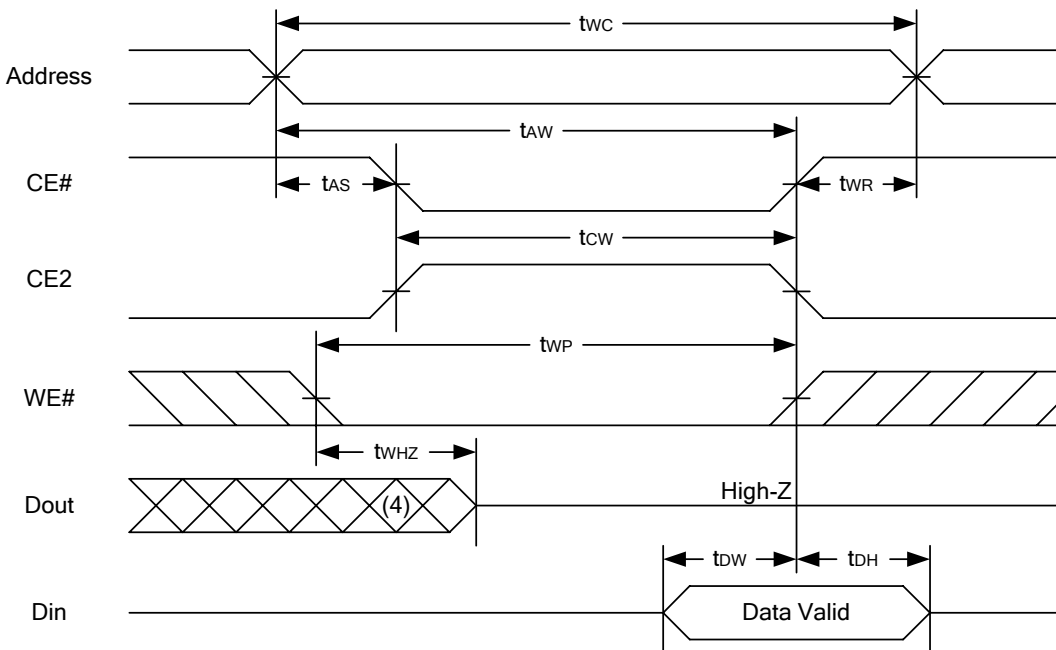 tWC
Address
tAW
CE#
tAS
tWR
tCW
CE2
tWP
WE#
tWHZ
Dout
(4)
High-Z
tDW
tDH
Din
Data Valid